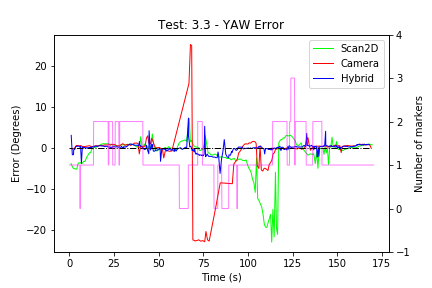 Test: 3.3 - YAW Error
Scan2D
Camera
Hybrid
Error (Degrees)
20
10
0
−10
−20
4
3
2
1
0
−1
Number of markers
0
25
50
75
100
125
150
175
Time (s)